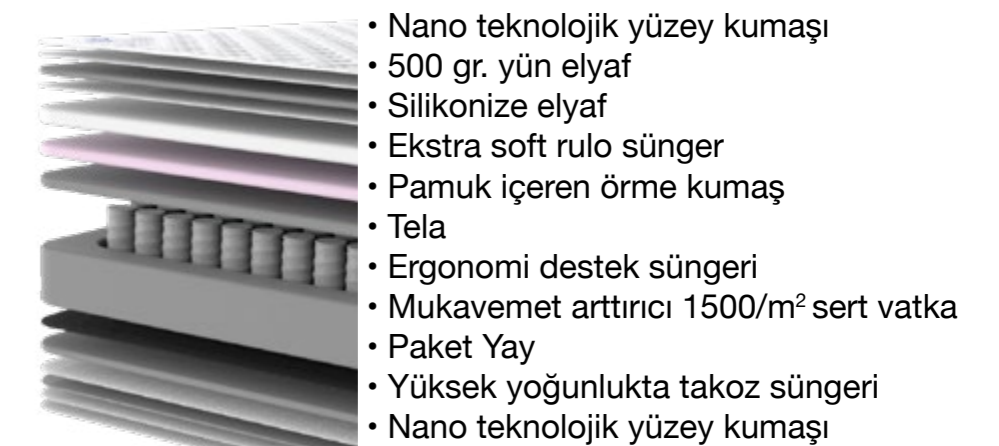 • Nano teknolojik yüzey kumaşı
• 500 gr. yün elyaf
• Silikonize elyaf
• Ekstra soft rulo sünger
• Pamuk içeren örme kumaş
• Tela
• Ergonomi destek süngeri
• Mukavemet arttırıcı 1500/m² sert vatka
• Paket Yay
• Yüksek yoğunlukta takoz süngeri
• Nano teknolojik yüzey kumaşı